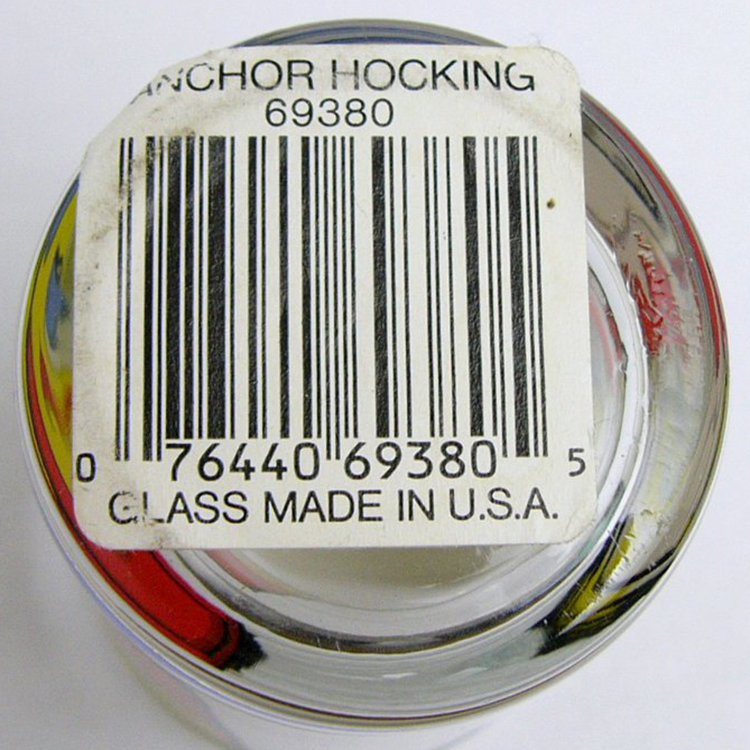 ANCHOR HOCKING
69380
0 76440 69380 5
GLASS MADE IN U.S.A.